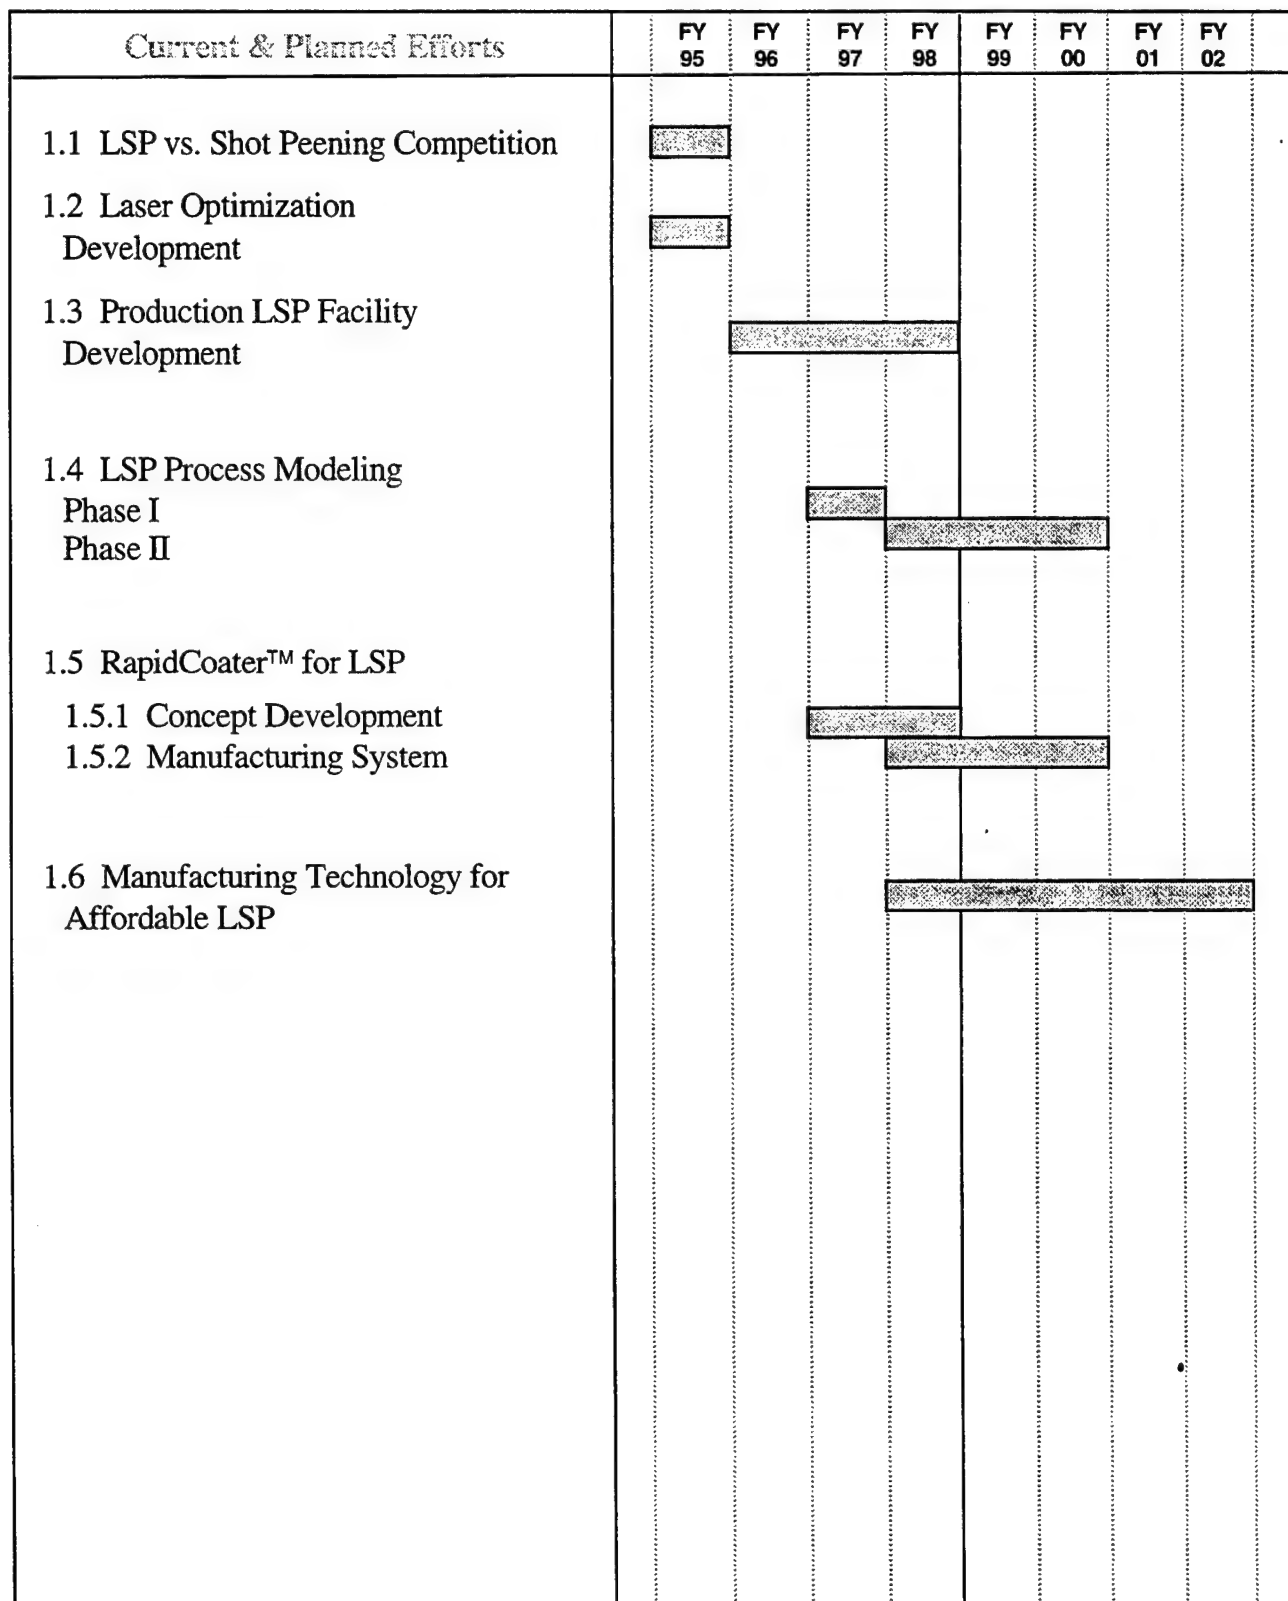 Current & Planned Efforts
FY FY FY FY FY FY FY FY
95 96 97 98 99 00 01 02
1.1 LSP vs. Shot Peening Competition
1.2 Laser Optimization
Development
1.3 Production LSP Facility
Development
1.4 LSP Process Modeling
Phase I
Phase II
1.5 RapidCoater™ for LSP
1.5.1 Concept Development
1.5.2 Manufacturing System
1.6 Manufacturing Technology for
Affordable LSP